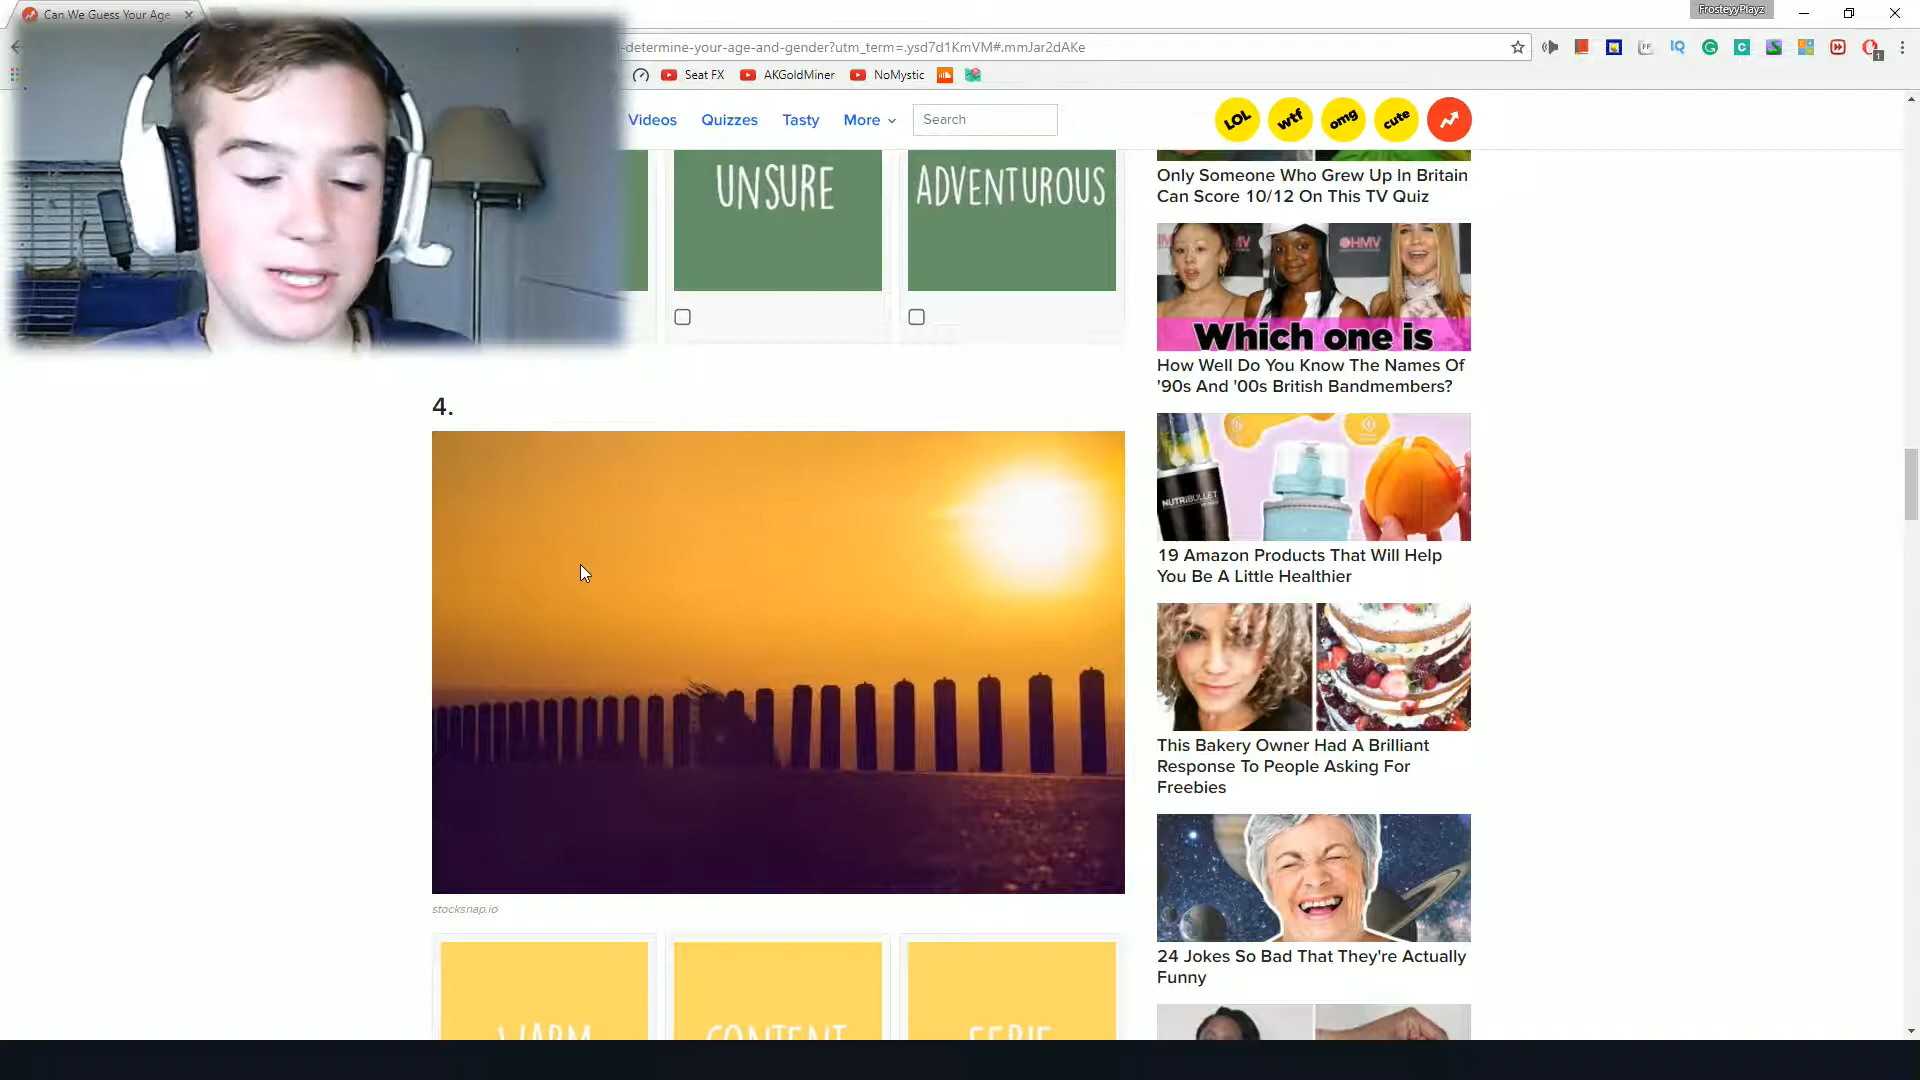 Can We Guess Your Age
FrosteyyPlayz
l-determine-your-age-and-gender?utm_term=.ysd7d1KmVM#.mmJar2dAKe
Seat FX
AKGoldMiner
NoMystic
Videos
Quizzes
Tasty
More
Search
LOL
wtf
omg
cute
UNSURE
ADVENTUROUS
Only Someone Who Grew Up In Britain
Can Score 10/12 On This TV Quiz
HMV
Which one is
How Well Do You Know The Names Of
'90s And '00s British Bandmembers?
4.
NUTRIBULLET
19 Amazon Products That Will Help
You Be A Little Healthier
This Bakery Owner Had A Brilliant
Response To People Asking For
Freebies
stocksnap.io
24 Jokes So Bad That They're Actually
Funny
WARM
CONTENT
EERIE